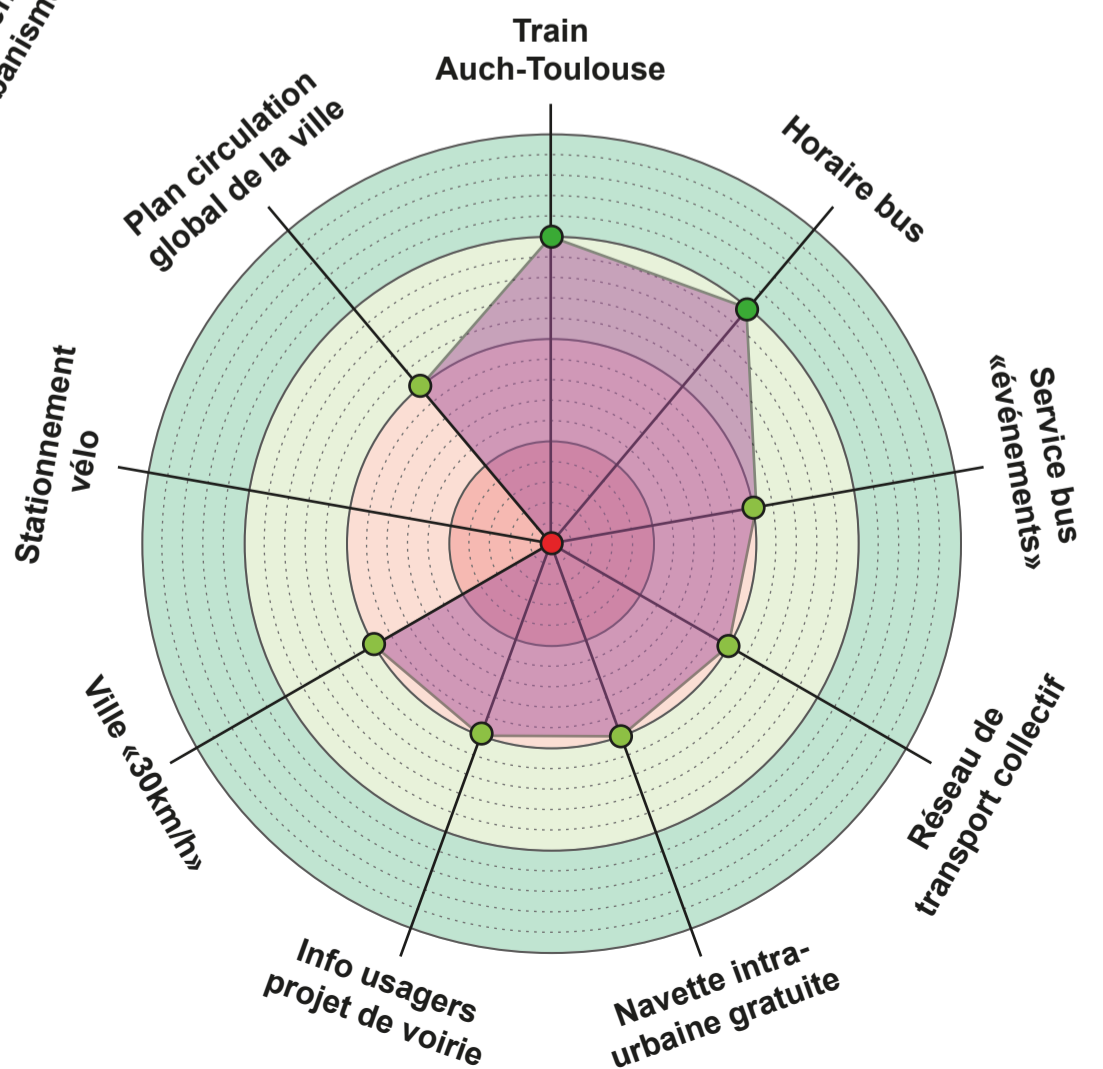 Train
Auch-Toulouse
Horaire bus
Service bus
«événements»
Réseau de
transport collectif
Navette intra-
urbaine gratuite
Info usagers
projet de voirie
Ville «30km/h»
Stationnement
vélo
Plan circulation
global de la ville